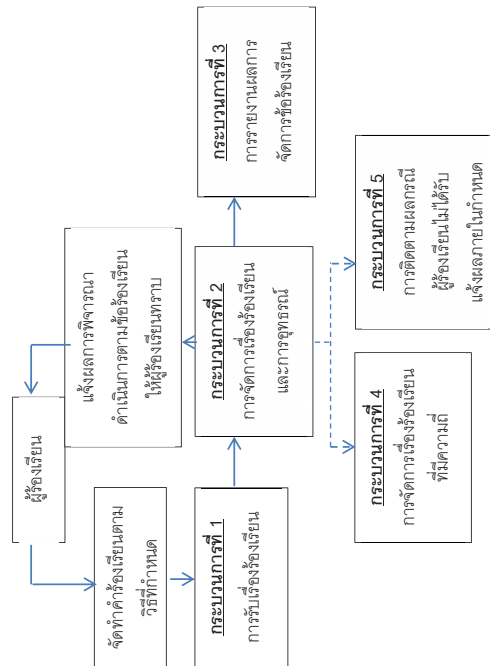 ผู้ร้องเรียน
จัดทำคำร้องเรียนตาม
วิธีที่กำหนด
แจ้งผลการพิจารณา
ดำเนินการตามข้อร้องเรียน
ให้ผู้ร้องเรียนทราบ
กระบวนการที่ 1
การรับเรื่องร้องเรียน
กระบวนการที่ 2
การจัดการเรื่องร้องเรียน
และการอุทธรณ์
กระบวนการที่ 3
การรายงานผลการ
จัดการข้อร้องเรียน
กระบวนการที่ 4
การจัดการเรื่องร้องเรียน
ที่มีความถี่
กระบวนการที่ 5
การติดตามผลกรณี
ผู้ร้องเรียนไม่ได้รับ
แจ้งผลภายในกำหนด